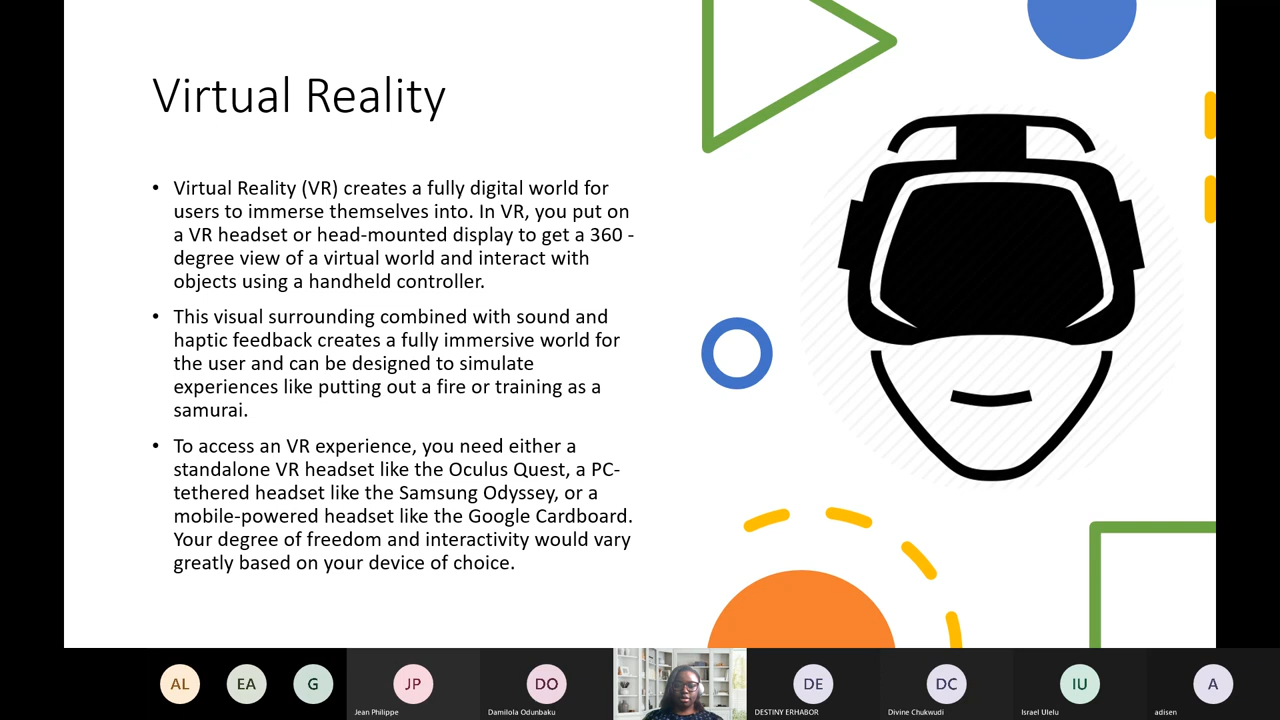 Virtual Reality
• Virtual Reality (VR) creates a fully digital world for
users to immerse themselves into. In VR, you put on
a VR headset or head-mounted display to get a 360 -
degree view of a virtual world and interact with
objects using a handheld controller.
• This visual surrounding combined with sound and
haptic feedback creates a fully immersive world for
the user and can be designed to simulate
experiences like putting out a fire or training as a
samurai.
• To access an VR experience, you need either a
standalone VR headset like the Oculus Quest, a PC-
tethered headset like the Samsung Odyssey, or a
mobile-powered headset like the Google Cardboard.
Your degree of freedom and interactivity would vary
greatly based on your device of choice.
AL EA G JP DO DE DC IU A
Jean Philippe Damilola Odunbaku DESTINY ERHABOR Divine Chukwudi Israel Ulelu adisen